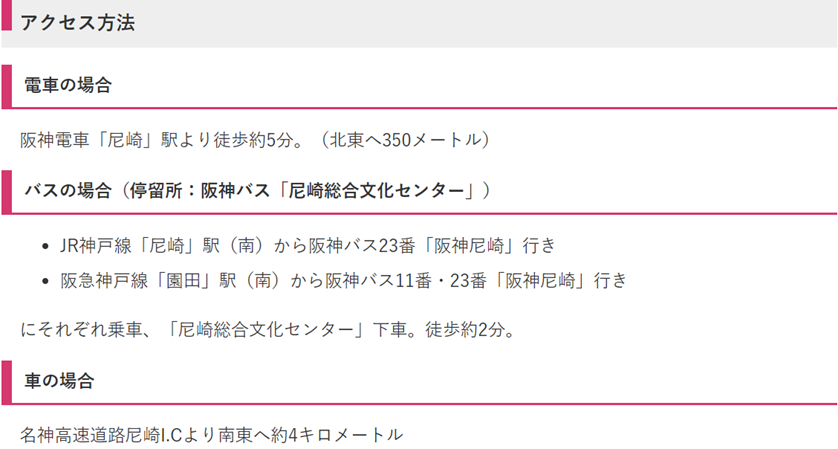 アクセス方法
電車の場合
阪神電車「尼崎」駅より徒歩約5分。（北東へ350メートル）
バスの場合（停留所：阪神バス「尼崎総合文化センター」）
JR神戸線「尼崎」駅（南）から阪神バス23番「阪神尼崎」行き
阪急神戸線「園田」駅（南）から阪神バス11番・23番「阪神尼崎」行き
にそれぞれ乗車、「尼崎総合文化センター」下車。徒歩約2分。
車の場合
名神高速道路尼崎I.Cより南東へ約4キロメートル